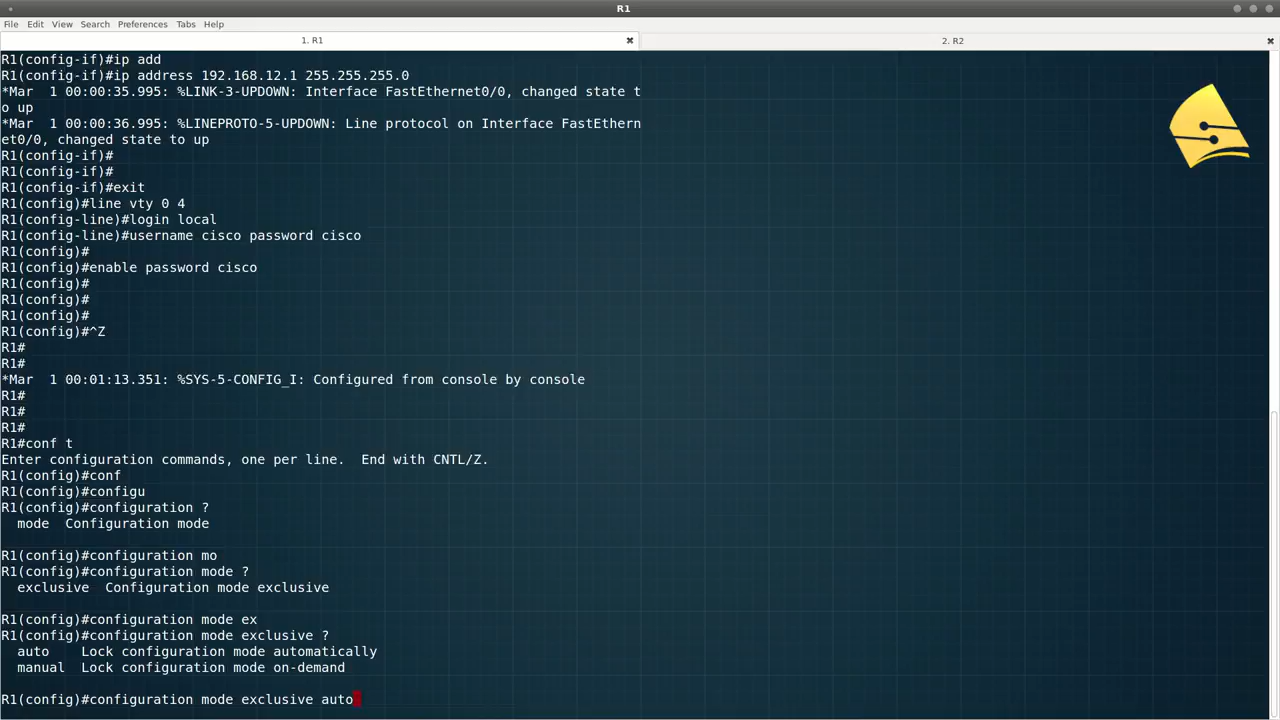 R1
File Edit View Search Preferences Tabs Help
1. R1
2. R2
R1(config-if)#ip add
R1(config-if)#ip address 192.168.12.1 255.255.255.0
*Mar  1 00:00:35.995: %LINK-3-UPDOWN: Interface FastEthernet0/0, changed state t
o up
*Mar  1 00:00:36.995: %LINEPROTO-5-UPDOWN: Line protocol on Interface FastEthern
et0/0, changed state to up
R1(config-if)#
R1(config-if)#
R1(config-if)#exit
R1(config)#line vty 0 4
R1(config-line)#login local
R1(config-line)#username cisco password cisco
R1(config)#
R1(config)#enable password cisco
R1(config)#
R1(config)#
R1(config)#
R1(config)#^Z
R1#
R1#
*Mar  1 00:01:13.351: %SYS-5-CONFIG_I: Configured from console by console
R1#
R1#
R1#
R1#conf t
Enter configuration commands, one per line.  End with CNTL/Z.
R1(config)#conf
R1(config)#configu
R1(config)#configuration ?
  mode  Configuration mode
R1(config)#configuration mo
R1(config)#configuration mode ?
  exclusive  Configuration mode exclusive
R1(config)#configuration mode ex
R1(config)#configuration mode exclusive ?
  auto    Lock configuration mode automatically
  manual  Lock configuration mode on-demand
R1(config)#configuration mode exclusive auto